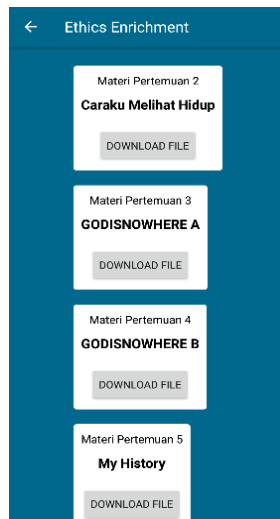 Ethics Enrichment
Materi Pertemuan 2
Caraku Melihat Hidup
DOWNLOAD FILE
Materi Pertemuan 3
GODISNOWHERE A
DOWNLOAD FILE
Materi Pertemuan 4
GODISNOWHERE B
DOWNLOAD FILE
Materi Pertemuan 5
My History
DOWNLOAD FILE